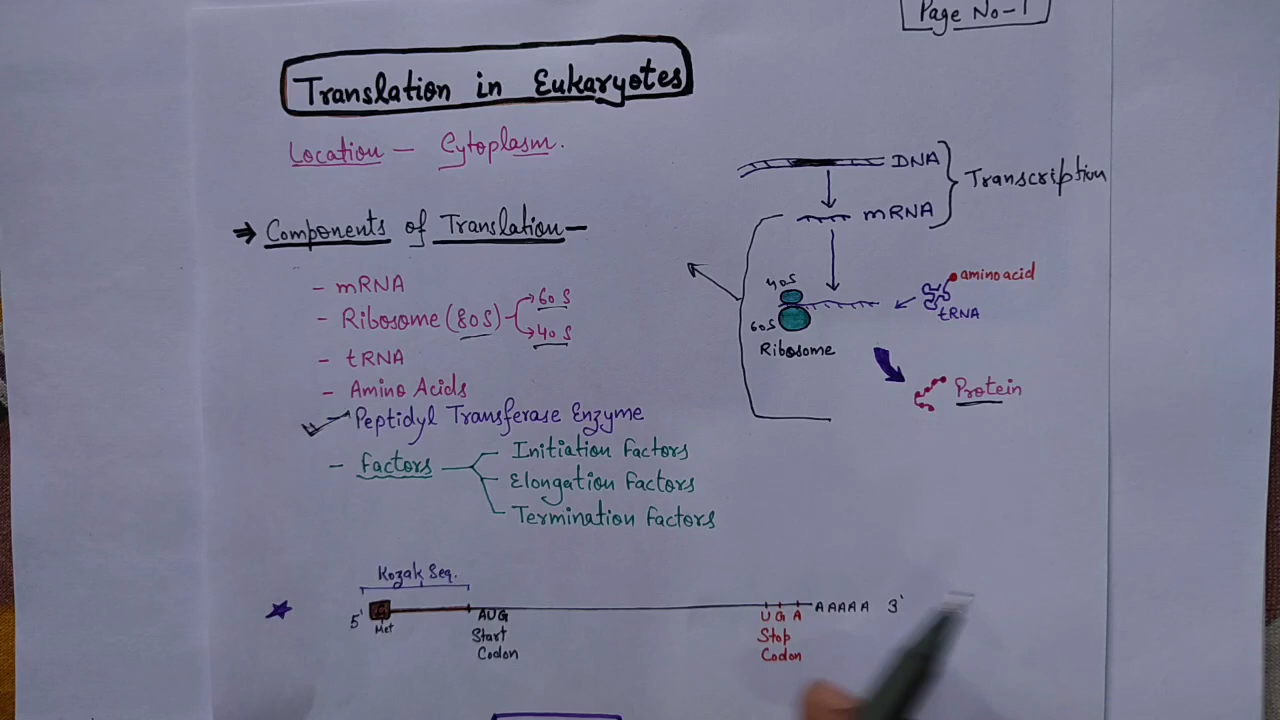 Page No-1
Translation in Eukaryotes
Location - Cytoplasm.
⇒ Components of Translation-
- mRNA
- Ribosome (80S) → 60S
→ 40S
- tRNA
- Amino Acids
- Peptidyl Transferase Enzyme
- factors - Initiation factors
- Elongation factors
- Termination factors
DNA
Transcription
mRNA
40S
60S
Ribosome
aminoacid
tRNA
Protein
Kozak Seq.
5' AUG UGA AAAAA 3'
Met
Start
Codon
Stop
Codon